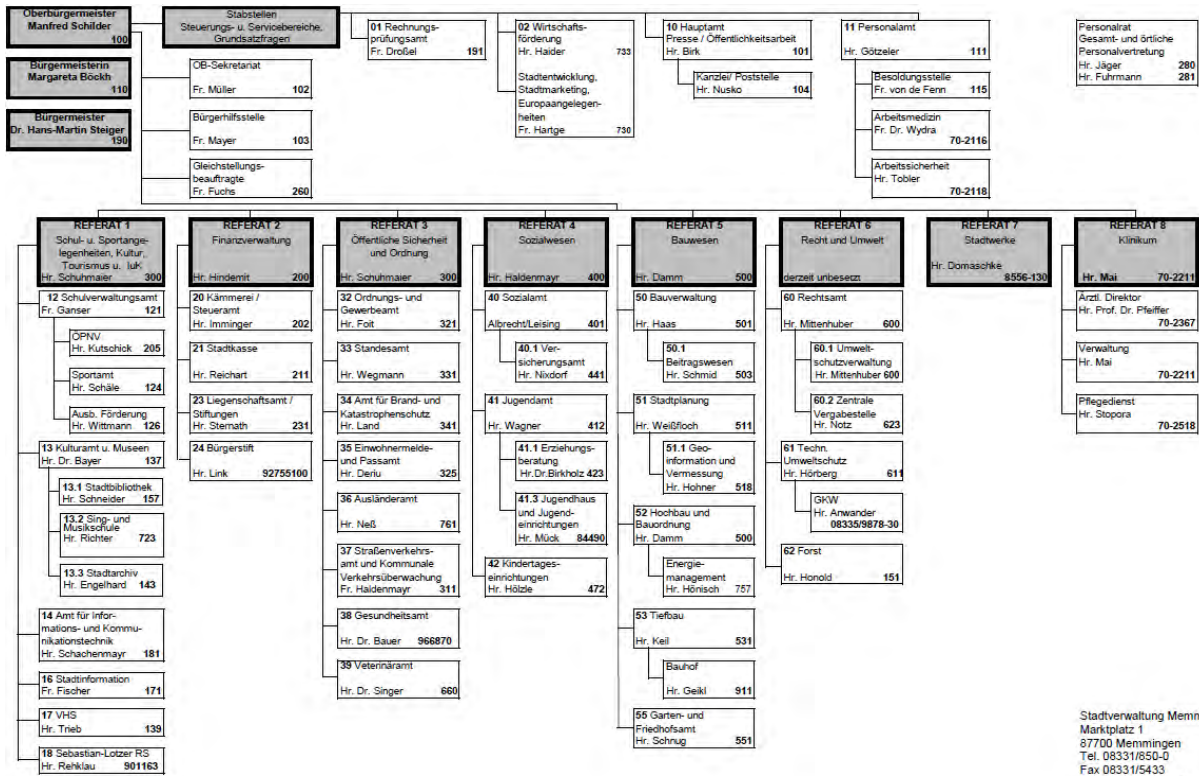 Oberbürgermeister
Manfred Schilder
100
Bürgermeisterin
Margareta Böckh
110
Bürgermeister
Dr. Hans-Martin Steiger
190
Stabstellen
Steuerungs- u. Servicebereiche,
Grundsatzfragen
OB-Sekretariat
Fr. Müller 102
Bürgerhilfsstelle
Fr. Mayer 103
Gleichstellungs-
beauftragte
Fr. Fuchs 260
01 Rechnungs-
prüfungsamt
Fr. Droßel 191
02 Wirtschafts-
förderung
Hr. Haider 733
Stadtentwicklung,
Stadtmarketing,
Europaangelegen-
heiten
Fr. Hartge 730
10 Hauptamt
Presse / Öffentlichkeitsarbeit
Hr. Birk 101
Kanzlei/ Poststelle
Hr. Nusko 104
11 Personalamt
Hr. Götzeler 111
Besoldungsstelle
Fr. von de Fenn 115
Arbeitsmedizin
Fr. Dr. Wydra
70-2116
Arbeitssicherheit
Hr. Tobler
70-2118
Personalrat
Gesamt- und örtliche
Personalvertretung
Hr. Jäger 280
Hr. Fuhrmann 281
REFERAT 1
Schul- u. Sportange-
legenheiten, Kultur,
Tourismus u. IuK
Hr. Schuhmaier 300
12 Schulverwaltungsamt
Fr. Ganser 121
ÖPNV
Hr. Kutschick 205
Sportamt
Hr. Schäle 124
Ausb. Förderung
Hr. Wittmann 126
13 Kulturamt u. Museen
Hr. Dr. Bayer 137
13.1 Stadtbibliothek
Hr. Schneider 157
13.2 Sing- und
Musikschule
Hr. Richter 723
13.3 Stadtarchiv
Hr. Engelhard 143
14 Amt für Infor-
mations- und Kommu-
nikationstechnik
Hr. Schachenmayr 181
16 Stadtinformation
Fr. Fischer 171
17 VHS
Hr. Trieb 139
18 Sebastian-Lotzer RS
Hr. Rehklau 901163
REFERAT 2
Finanzverwaltung
Hr. Hindemit 200
20 Kämmerei /
Steueramt
Hr. Imminger 202
21 Stadtkasse
Hr. Reichart 211
23 Liegenschaftsamt /
Stiftungen
Hr. Sternath 231
24 Bürgerstift
Hr. Link 92755100
REFERAT 3
Öffentliche Sicherheit
und Ordnung
Hr. Schuhmaier 300
32 Ordnungs- und
Gewerbeamt
Hr. Foit 321
33 Standesamt
Hr. Wegmann 331
34 Amt für Brand- und
Katastrophenschutz
Hr. Land 341
35 Einwohnermelde-
und Passamt
Hr. Deriu 325
36 Ausländeramt
Hr. Neß 761
37 Straßenverkehrs-
amt und Kommunale
Verkehrsüberwachung
Fr. Haldenmayr 311
38 Gesundheitsamt
Hr. Dr. Bauer 966870
39 Veterinäramt
Hr. Dr. Singer 660
REFERAT 4
Sozialwesen
Hr. Haldenmayr 400
40 Sozialamt
Albrecht/Leising 401
40.1 Ver-
sicherungsamt
Hr. Nixdorf 441
41 Jugendamt
Hr. Wagner 412
41.1 Erziehungs-
beratung
Hr.Dr.Birkholz 423
41.3 Jugendhaus
und Jugend-
einrichtungen
Hr. Mück 84490
42 Kindertages-
einrichtungen
Hr. Hölzle 472
REFERAT 5
Bauwesen
Hr. Damm 500
50 Bauverwaltung
Hr. Haas 501
50.1
Beitragswesen
Hr. Schmid 503
51 Stadtplanung
Hr. Weißfloch 511
51.1 Geo-
information und
Vermessung
Hr. Hohner 518
52 Hochbau und
Bauordnung
Hr. Damm 500
Energie-
management
Hr. Hönisch 757
53 Tiefbau
Hr. Keil 531
Bauhof
Hr. Geikl 911
55 Garten- und
Friedhofsamt
Hr. Schnug 551
REFERAT 6
Recht und Umwelt
derzeit unbesetzt
60 Rechtsamt
Hr. Mittenhuber 600
60.1 Umwelt-
schutzverwaltung
Hr. Mittenhuber 600
60.2 Zentrale
Vergabestelle
Hr. Notz 623
61 Techn.
Umweltschutz
Hr. Hörberg 611
GKW
Hr. Anwander
08335/9878-30
62 Forst
Hr. Honold 151
REFERAT 7
Stadtwerke
Hr. Domaschke
8556-130
REFERAT 8
Klinikum
Hr. Mai 70-2211
Ärztl. Direktor
Hr. Prof. Dr. Pfeiffer
70-2367
Verwaltung
Hr. Mai
70-2211
Pflegedienst
Hr. Stopora
70-2518
Stadtverwaltung Memm
Marktplatz 1
87700 Memmingen
Tel. 08331/850-0
Fax 08331/5433